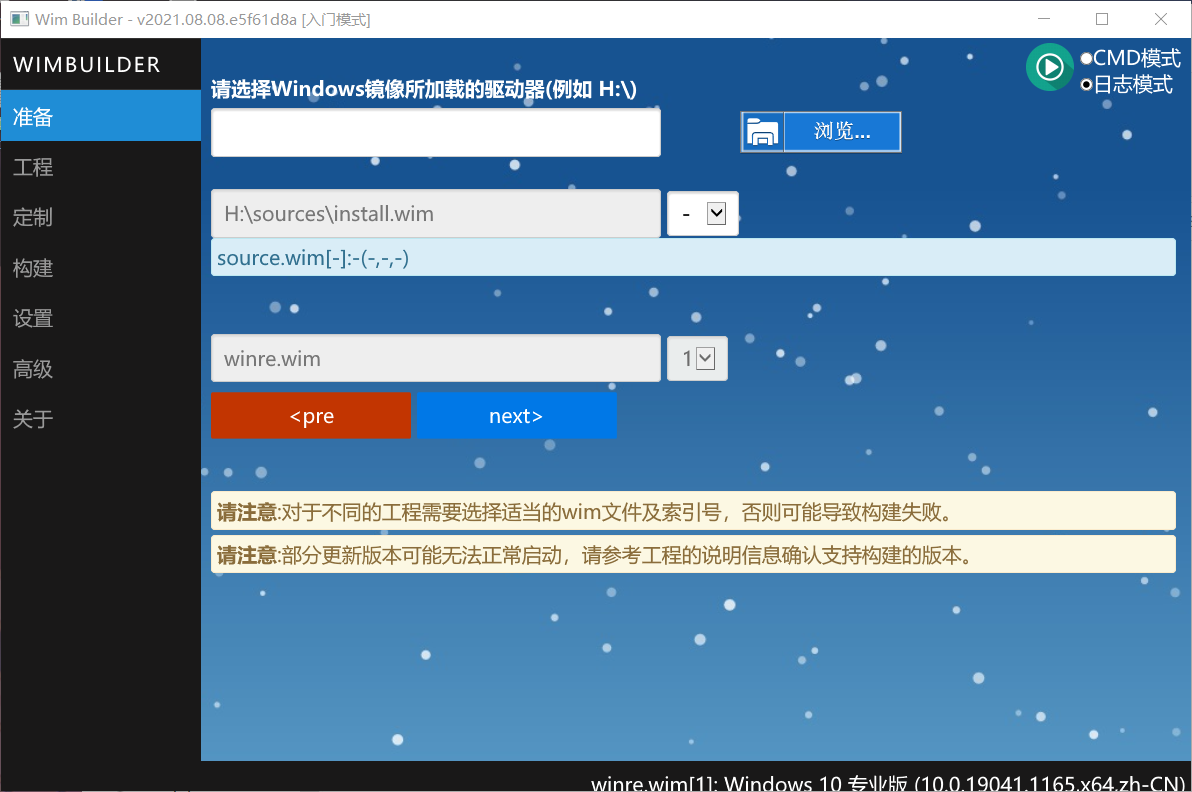 Wim Builder - v2021.08.08.e5f61d8a [入门模式]
WIMBUILDER
准备
工程
定制
构建
设置
高级
关于
CMD模式
日志模式
请选择Windows镜像所加载的驱动器(例如 H:\)
浏览...
H:\sources\install.wim
-
source.wim[-]:-(-,-,-)
winre.wim
1
<pre
next>
请注意:对于不同的工程需要选择适当的wim文件及索引号，否则可能导致构建失败。
请注意:部分更新版本可能无法正常启动，请参考工程的说明信息确认支持构建的版本。
winre.wim[1]: Windows 10 专业版 (10.0.19041.1165,x64,zh-CN)